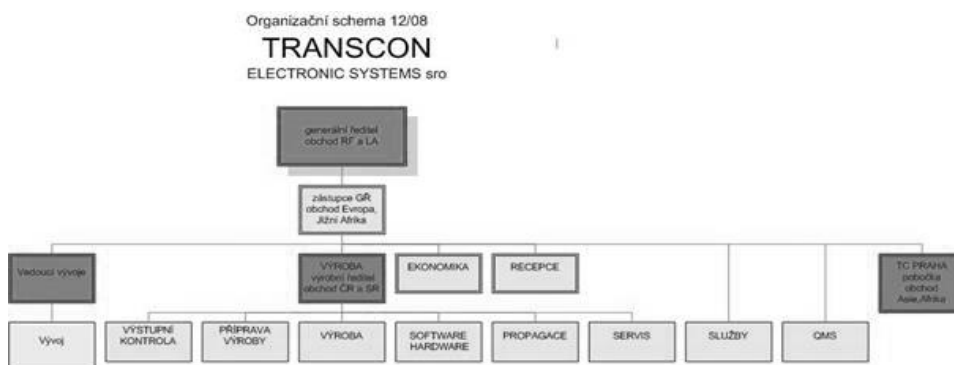 Organizační schema 12/08
TRANSCON
ELECTRONIC SYSTEMS sro
generální ředitel
obchod RF a LA
zástupce GŘ
obchod Evropa,
Jižní Afrika
Vedoucí vývoje
VÝROBA
výrobní ředitel
obchod ČR a SR
EKONOMIKA
RECEPCE
TC PRAHA
pobočka
obchod
Asie,Afrika
Vývoj
VÝSTUPNÍ
KONTROLA
PŘÍPRAVA
VÝROBY
VÝROBA
SOFTWARE
HARDWARE
PROPAGACE
SERVIS
SLUŽBY
QMS